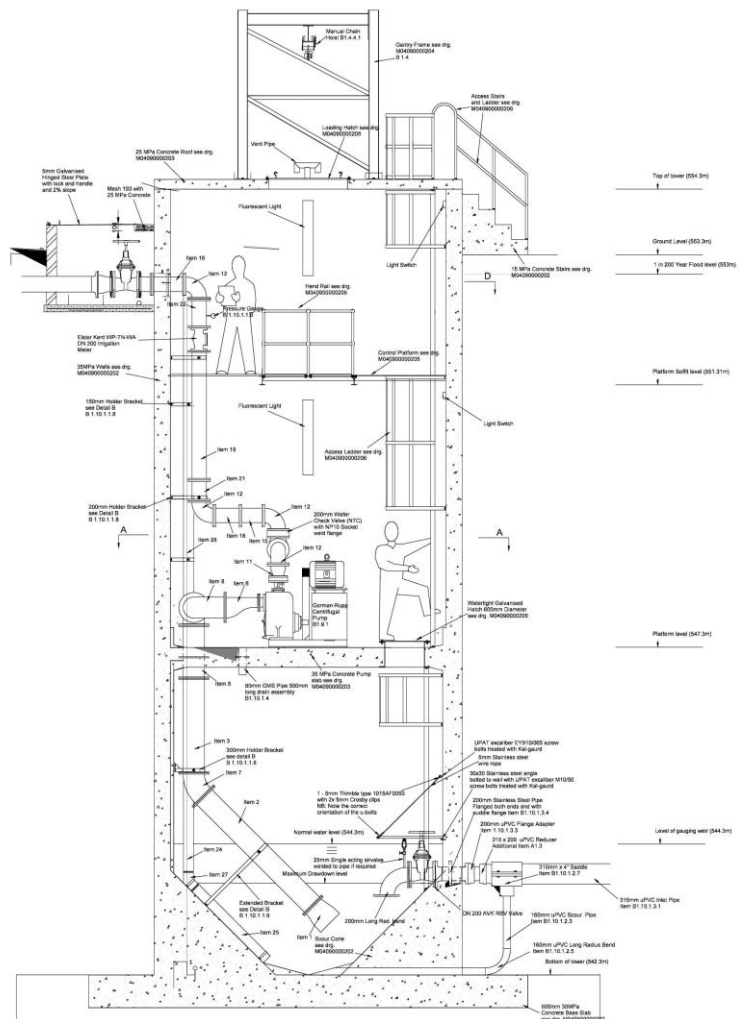 Manual Chain
Hoist B1.4.4.1
Gantry Frame see drg.
M04090000204
B 1.4
Access Stairs
and Ladder see drg.
M04090000206
Loading Hatch see drg.
M04090000206
Vent Pipe
25 MPa Concrete Roof see drg.
M04090000203
5mm Galvanised
Hinged Steel Plate
with lock and handle
and 2% slope
Mesh 193 with
25 MPa Concrete
Top of tower (554.3m)
Fluorescent Light
Light Switch
Ground Level (553.3m)
1 in 200 Year Flood level (553m)
15 MPa Concrete Stairs see drg.
M040900000202
D
Item 19
Item 12
Item 22
Pressure Gauge
Hand Rail see drg.
M040900000205
Elster Kent WP-TN-WA
DN 200 Irrigation
Meter
35MPa Walls see drg.
M040900000202
Control Platform see drg.
M040900000205
Platform Soffit level (551.31m)
150mm Holder Bracket
see Detail B
B 1.10.1.1.8
Fluorescent Light
Light Switch
Item 19
Access Ladder see drg.
M040900000206
Item 21
Item 12
Item 12
200mm Holder Bracket
see Detail B
B 1.10.1.1.8
200mm Wafer
Check Valve (NTC)
with NP10 Socket
weld flange
Item 18
Item 15
A
A
Item 28
Item 12
Item 11
Item 8
Item 6
Watertight Galvanised
Hatch 600mm Diameter
see drg. M040900000205
Gorman-Rupp
Centrifugal
Pump
B1.9.1
Platform level (547.3m)
Item 5
80mm GMS Pipe 500mm
long drain assembly
B1.10.1.4
35 MPa Concrete Pump
slab see drg.
M04090000203
Item 3
300mm Holder Bracket
see detail B
B 1.10.1.1.8
Item 7
UPAT excaliber EYS10/065 screw
bolts treated with Kal-gaurd
5mm Stainless steel
wire rope
30x30 Stainless steel angle
bolted to wall with UPAT excaliber M10/50
screw bolts treated with Kal-gaurd
1 - 5mm Thimble type 1015AF0050
with 2x 5mm Crosby clips
NB: Note the correct
orientation of the u-bolts
Item 2
200mm Stainless Steel Pipe
Flanged both ends and with
puddle flange Item B1.10.1.3.4
Normal water level (544.3m)
Level of gauging weir (544.3m)
200mm uPVC Flange Adapter
Item 1.10.1.3.3
315 x 200 uPVC Reducer
Additional Item A1.3
Item 24
25mm Single acting airvalve
welded to pipe if required
Maximum Drawdown level
315mm x 4" Saddle
Item B1.10.1.2.7
Item 27
315mm uPVC Inlet Pipe
Item B1.10.1.3.1
Extended Bracket
see Detail B
B 1.10.1.1.9
Item 1
200mm Long Rad. bend
DN 200 AVK RSV Valve
160mm uPVC Scour Pipe
Item B1.10.1.2.3
Item 25
Scour Cone
see drg.
M040900000202
160mm uPVC Long Radius Bend
Item B1.10.1.2.5
Bottom of tower (542.3m)
600mm 30MPa
Concrete Base Slab